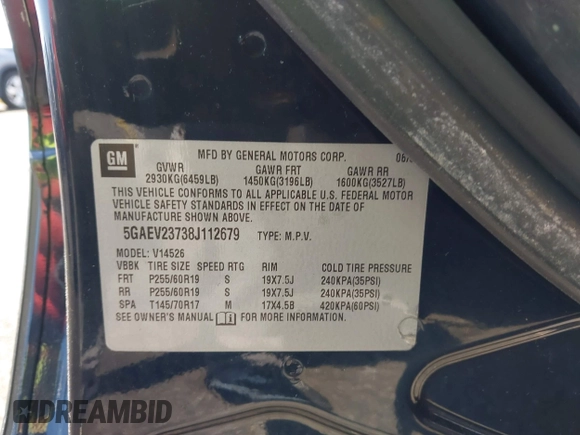 GM
MFD BY GENERAL MOTORS CORP.
GVWR GAWR FRT GAWR RR
2930KG(6459LB) 1450KG(3196LB) 1600KG(3527LB)
THIS VEHICLE CONFORMS TO ALL APPLICABLE U.S. FEDERAL MOTOR
VEHICLE SAFETY STANDARDS IN EFFECT ON THE DATE OF
MANUFACTURE SHOWN ABOVE.
5GAEV23738J112679 TYPE: M.P.V.
MODEL: V14526
VBBK TIRE SIZE SPEED RTG RIM COLD TIRE PRESSURE
FRT P255/60R19 S 19X7.5J 240KPA(35PSI)
RR P255/60R19 S 19X7.5J 240KPA(35PSI)
SPA T145/70R17 M 17X4.5B 420KPA(60PSI)
SEE OWNER'S MANUAL FOR MORE INFORMATION.
DREAMBID